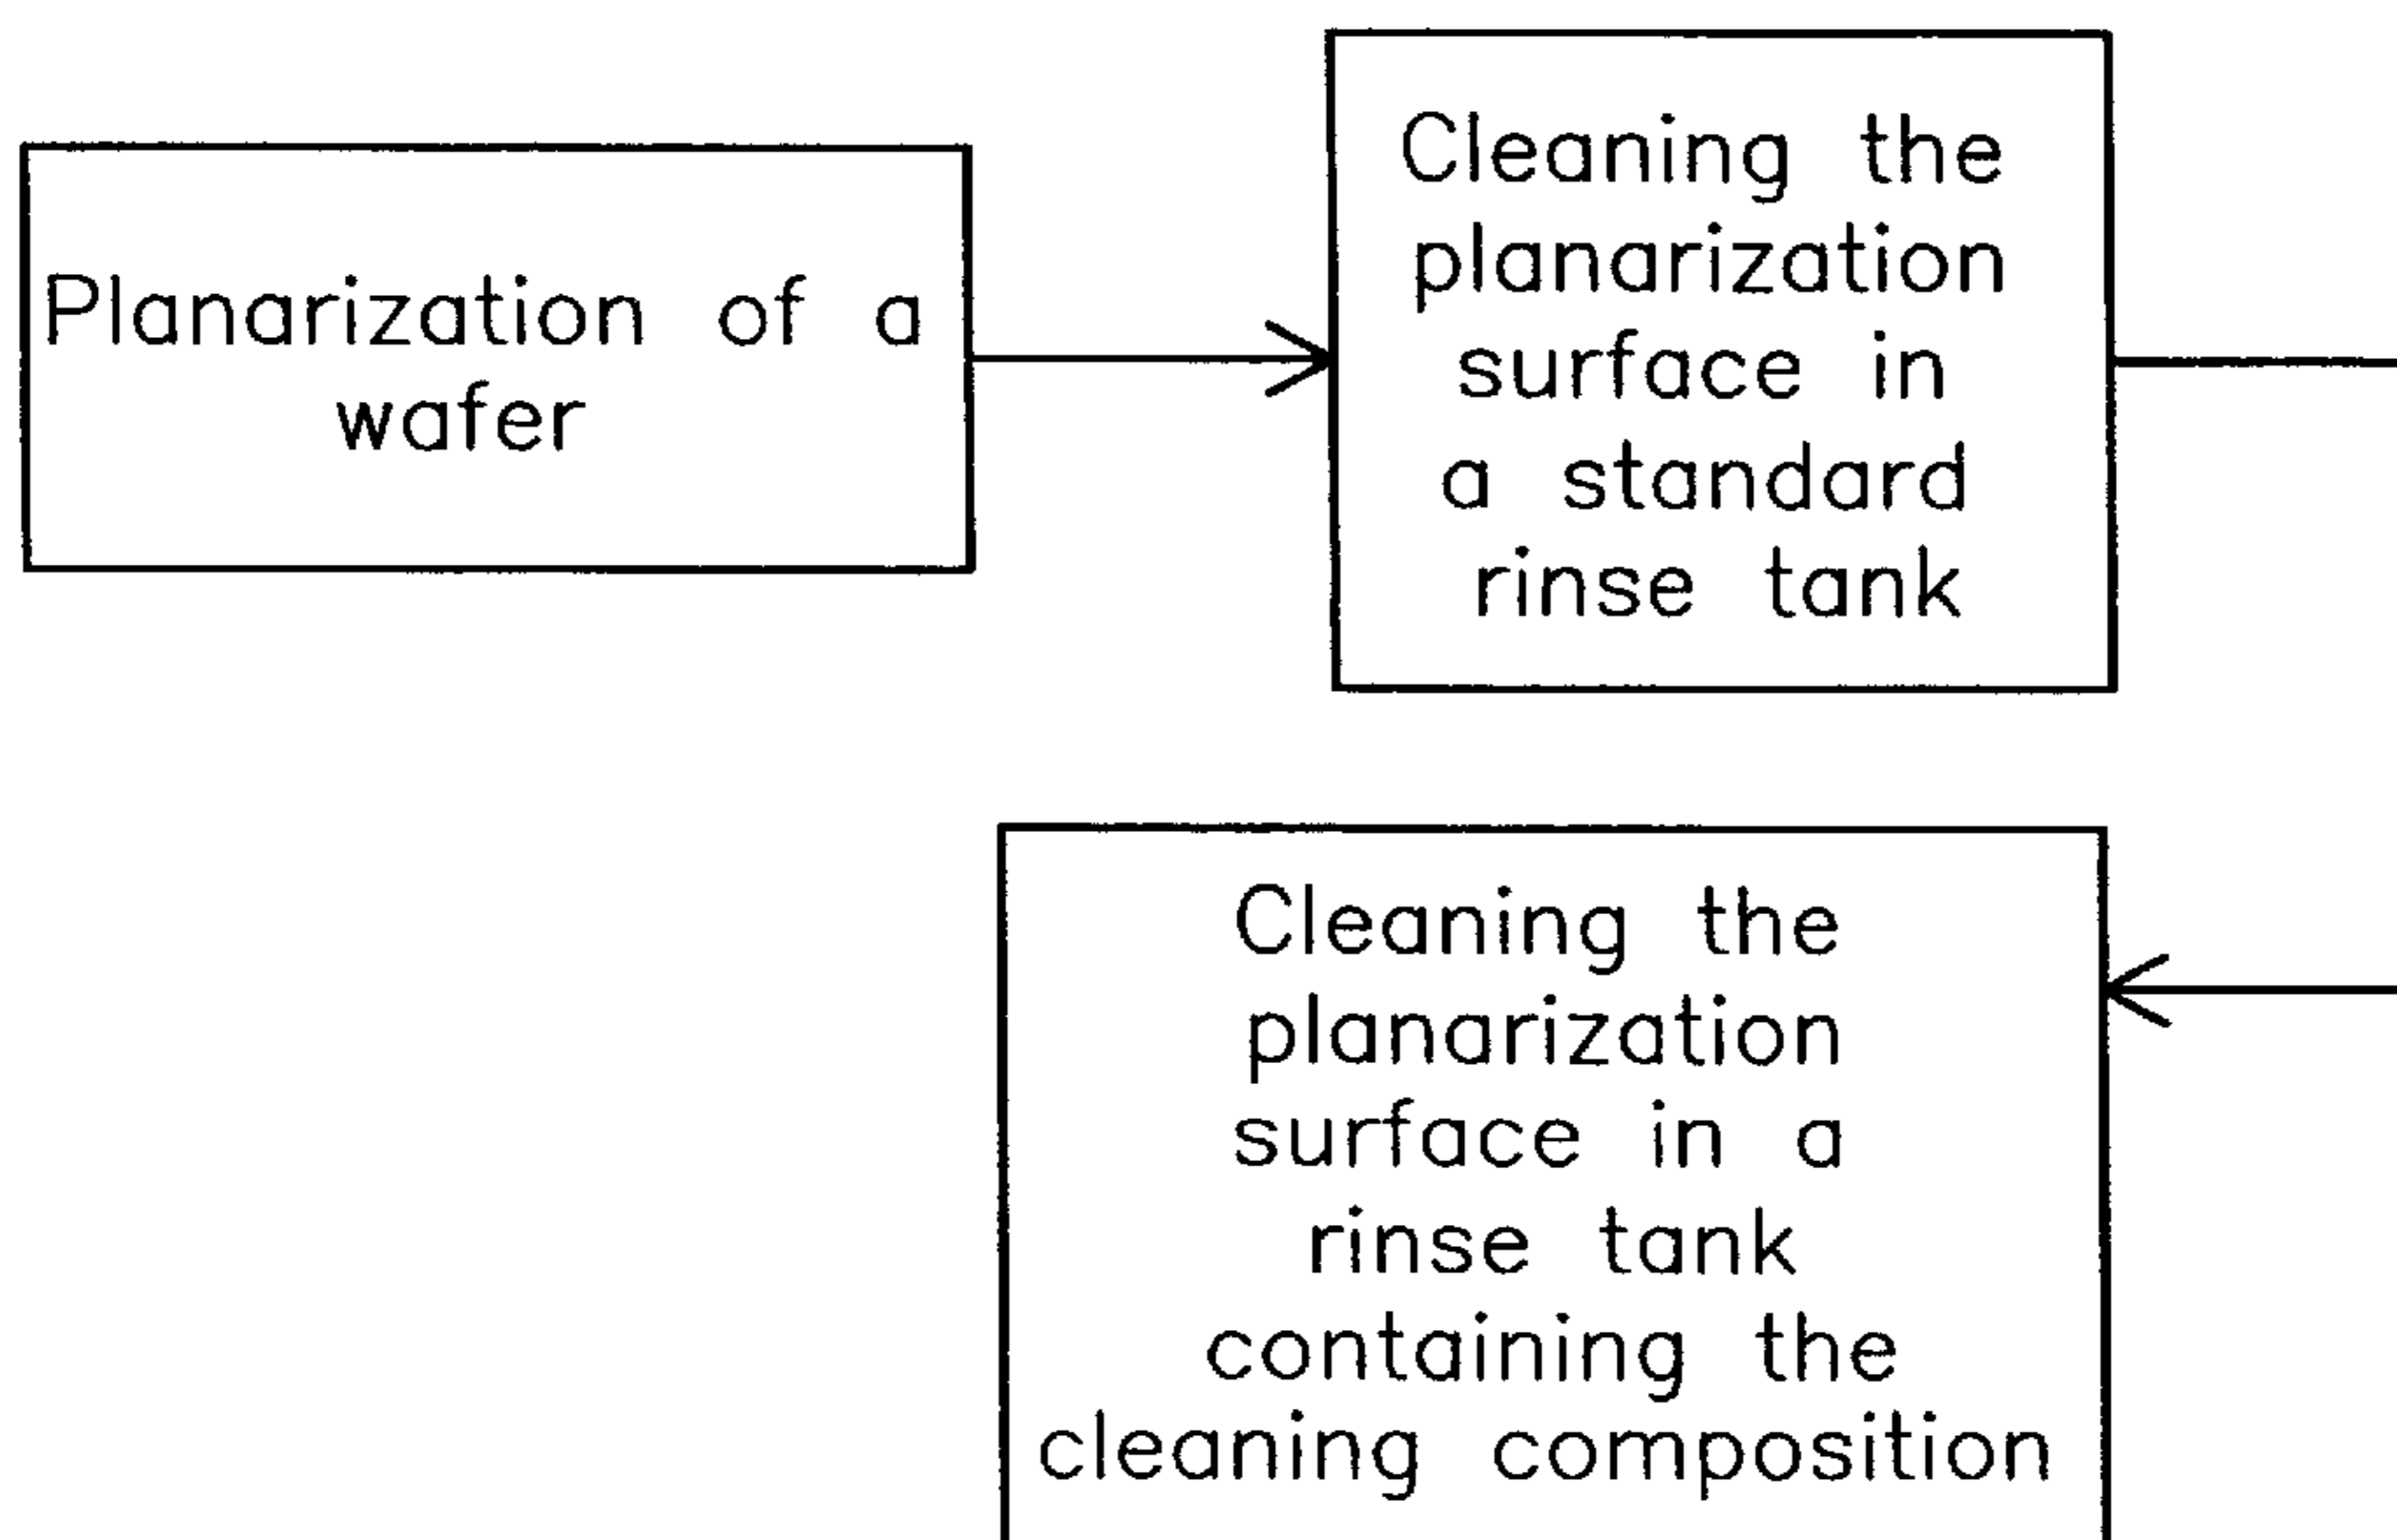 Planarization of a
wafer
Cleaning the
planarization
surface in
a standard
rinse tank
Cleaning the
planarization
surface in a
rinse tank
containing the
cleaning composition